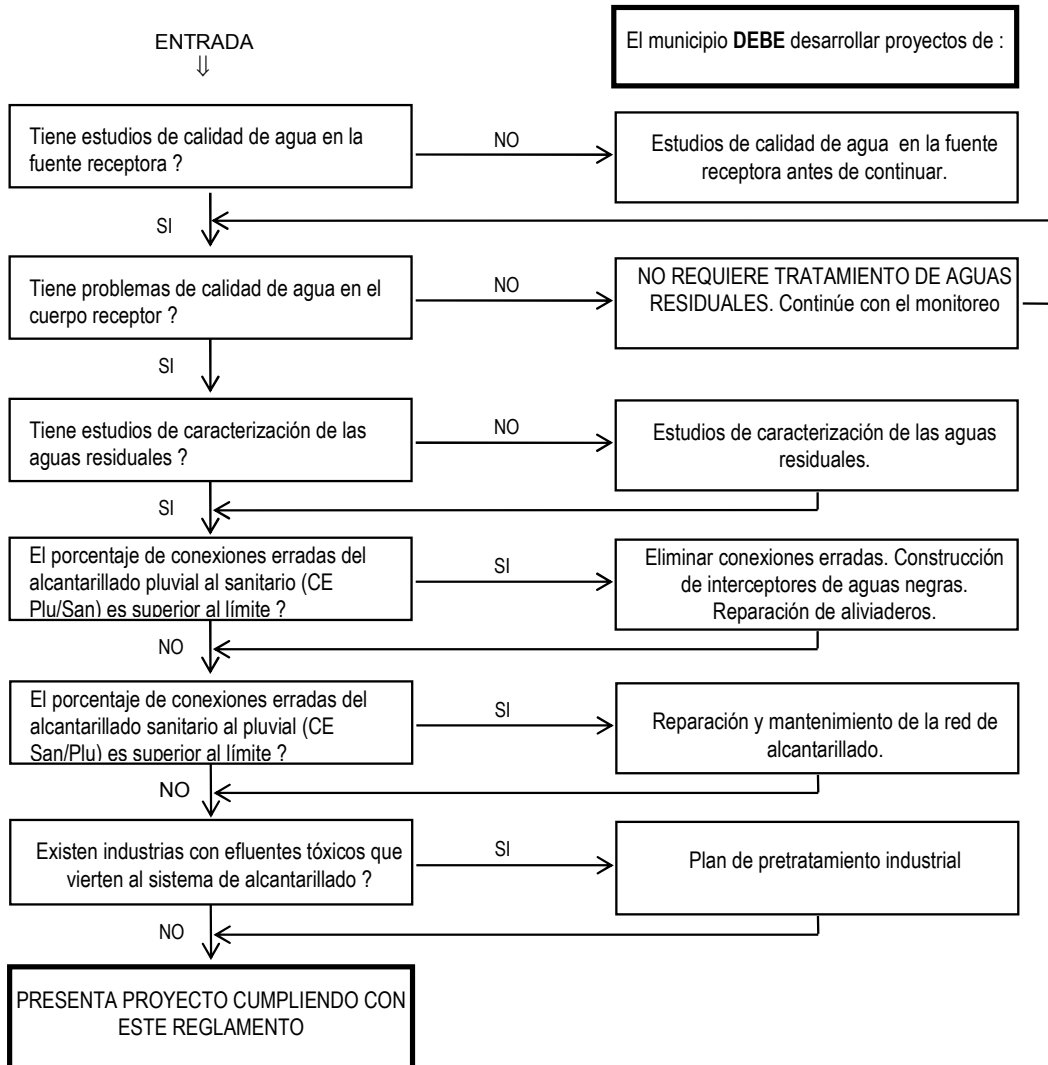 ENTRADA
⇓
El municipio DEBE desarrollar proyectos de :
Tiene estudios de calidad de agua en la
fuente receptora ?
NO
Estudios de calidad de agua en la fuente
receptora antes de continuar.
SI
Tiene problemas de calidad de agua en el
cuerpo receptor ?
NO
NO REQUIERE TRATAMIENTO DE AGUAS
RESIDUALES. Continúe con el monitoreo
SI
Tiene estudios de caracterización de las
aguas residuales ?
NO
Estudios de caracterización de las aguas
residuales.
SI
El porcentaje de conexiones erradas del
alcantarillado pluvial al sanitario (CE
Plu/San) es superior al límite ?
SI
Eliminar conexiones erradas. Construcción
de interceptores de aguas negras.
Reparación de aliviaderos.
NO
El porcentaje de conexiones erradas del
alcantarillado sanitario al pluvial (CE
San/Plu) es superior al límite ?
SI
Reparación y mantenimiento de la red de
alcantarillado.
NO
Existen industrias con efluentes tóxicos que
vierten al sistema de alcantarillado ?
SI
Plan de pretratamiento industrial
NO
PRESENTA PROYECTO CUMPLIENDO CON
ESTE REGLAMENTO